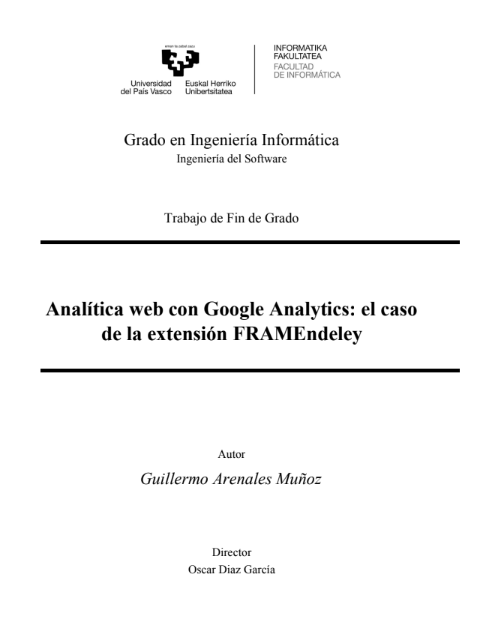 Universidad
del País Vasco
Euskal Herriko
Unibertsitatea
INFORMATIKA
FAKULTATEA
FACULTAD
DE INFORMÁTICA
Grado en Ingeniería Informática
Ingeniería del Software
Trabajo de Fin de Grado
Analítica web con Google Analytics: el caso
de la extensión FRAMEndeley
Autor
Guillermo Arenales Muñoz
Director
Oscar Diaz García